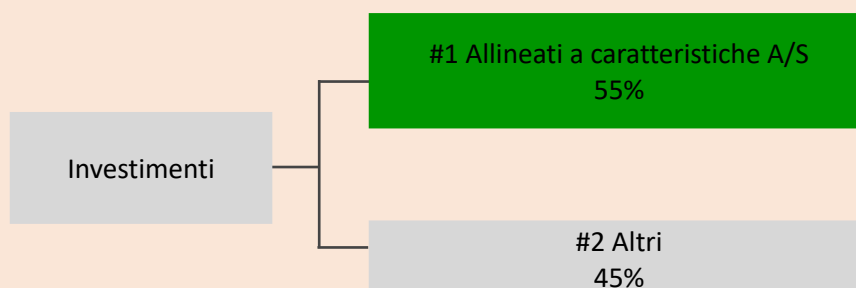 #1 Allineati a caratteristiche A/S
55%
Investimenti
#2 Altri
45%